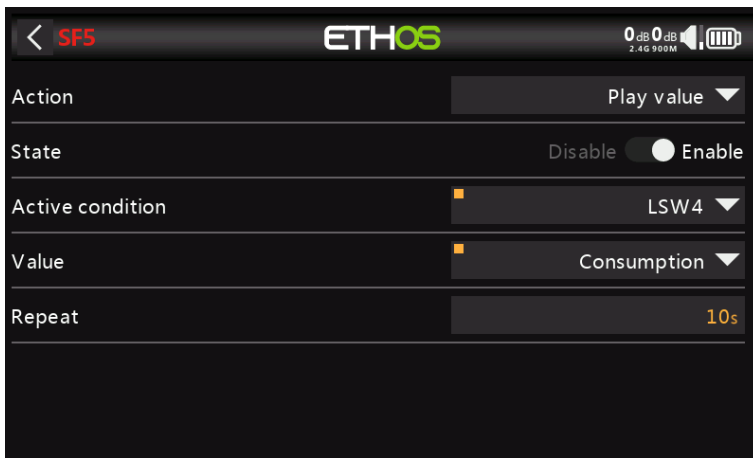 SF5 ETHOS 0dB 0dB
2.4G 900M
Action Play value
State Disable Enable
Active condition LSW4
Value Consumption
Repeat 10s